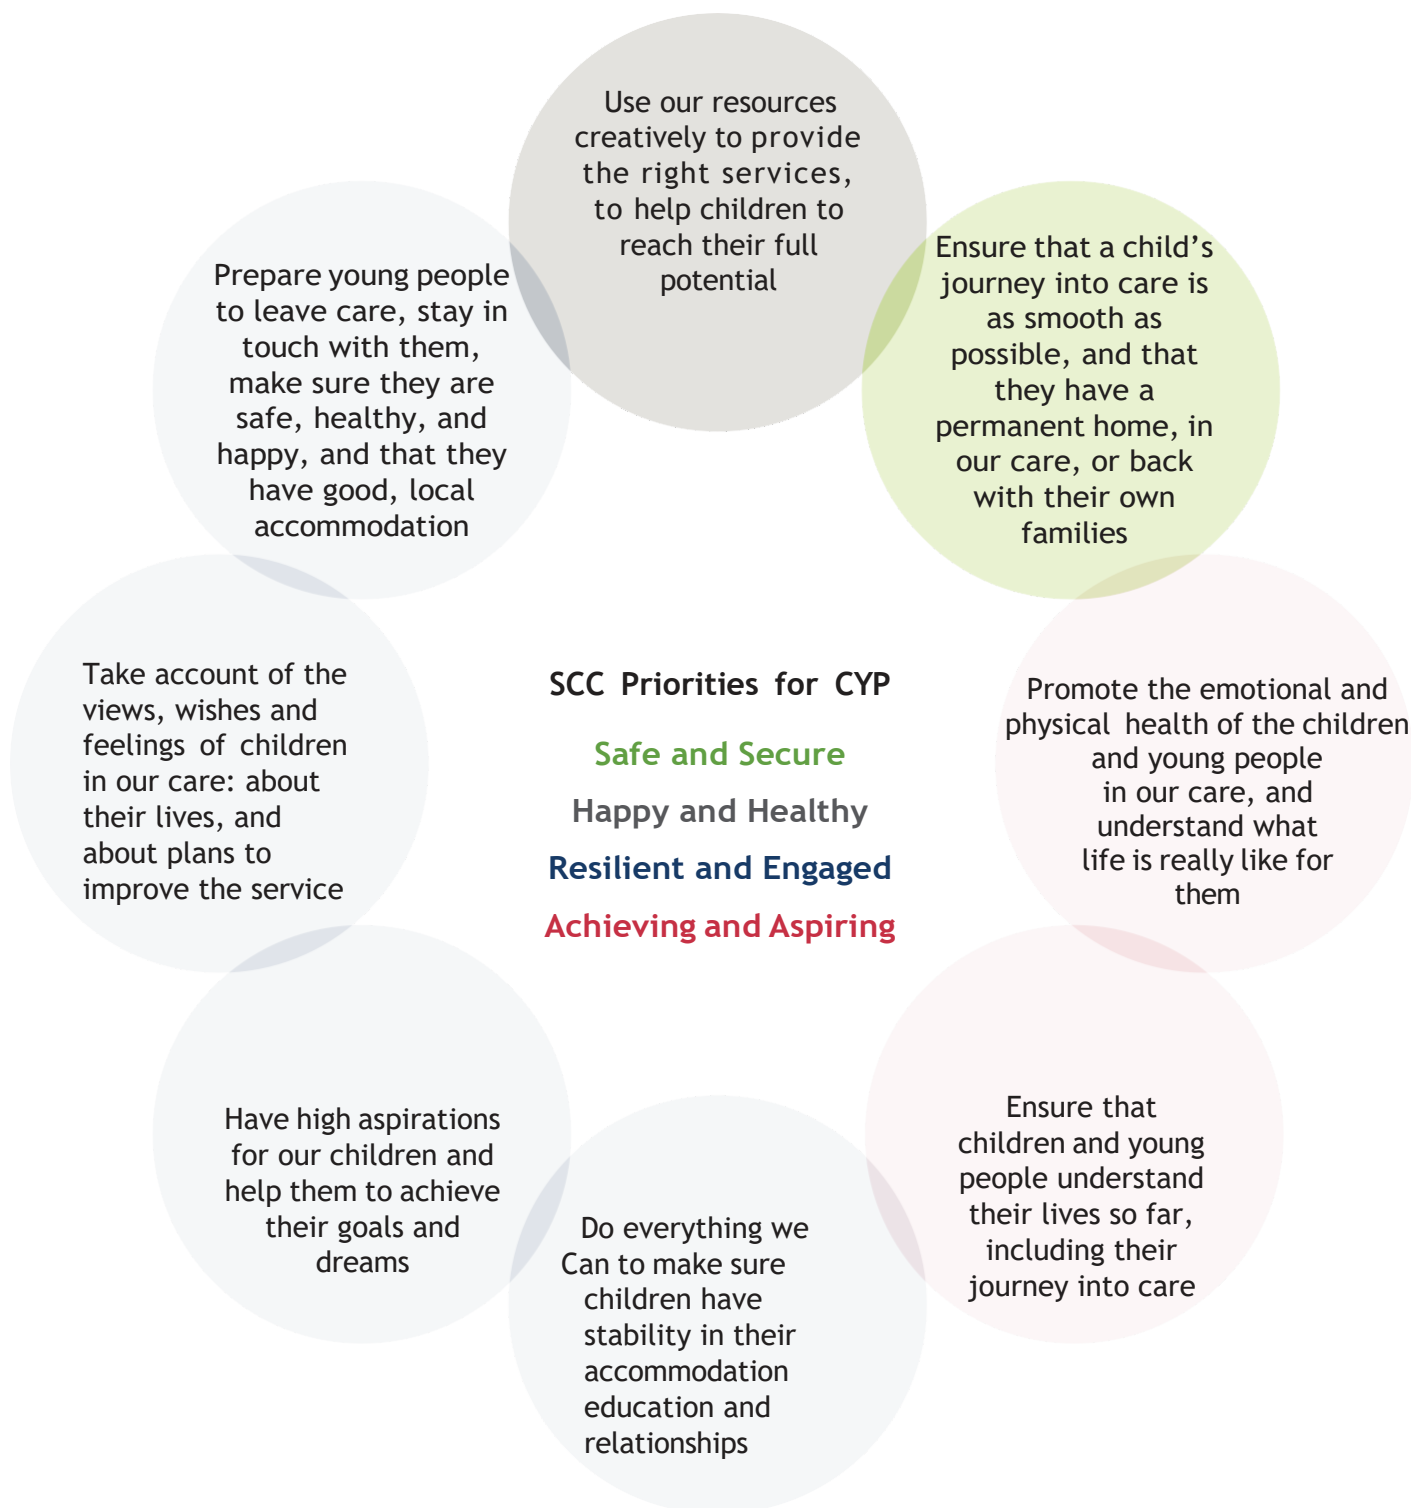 Use our resources
creatively to provide
the right services,
to help children to
reach their full
potential
Ensure that a child’s
journey into care is
as smooth as
possible, and that
they have a
permanent home, in
our care, or back
with their own
families
Promote the emotional and
physical health of the children
and young people
in our care, and
understand what
life is really like for
them
Ensure that
children and young
people understand
their lives so far,
including their
journey into care
Do everything we
Can to make sure
children have
stability in their
accommodation
education and
relationships
Have high aspirations
for our children and
help them to achieve
their goals and
dreams
Take account of the
views, wishes and
feelings of children
in our care: about
their lives, and
about plans to
improve the service
Prepare young people
to leave care, stay in
touch with them,
make sure they are
safe, healthy, and
happy, and that they
have good, local
accommodation
SCC Priorities for CYP
Safe and Secure
Happy and Healthy
Resilient and Engaged
Achieving and Aspiring